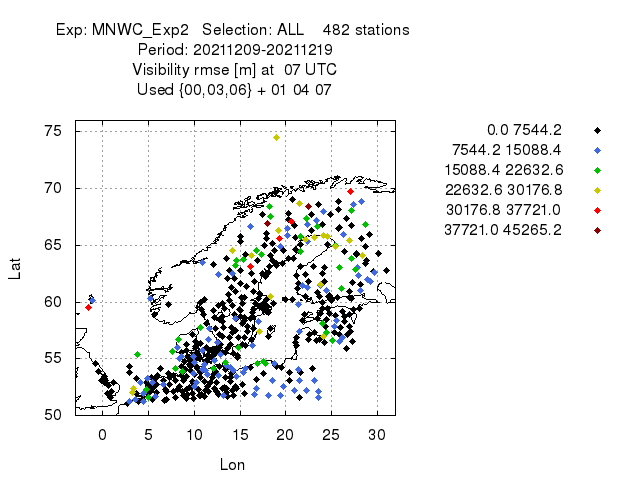 Exp: MNWC_Exp2 Selection: ALL 482 stations
Period: 20211209-20211219
Visibility rmse [m] at 07 UTC
Used {00,03,06} + 01 04 07
0.0 7544.2
7544.2 15088.4
15088.4 22632.6
22632.6 30176.8
30176.8 37721.0
37721.0 45265.2
75
70
65
60
55
50
Lat
0 5 10 15 20 25 30
Lon